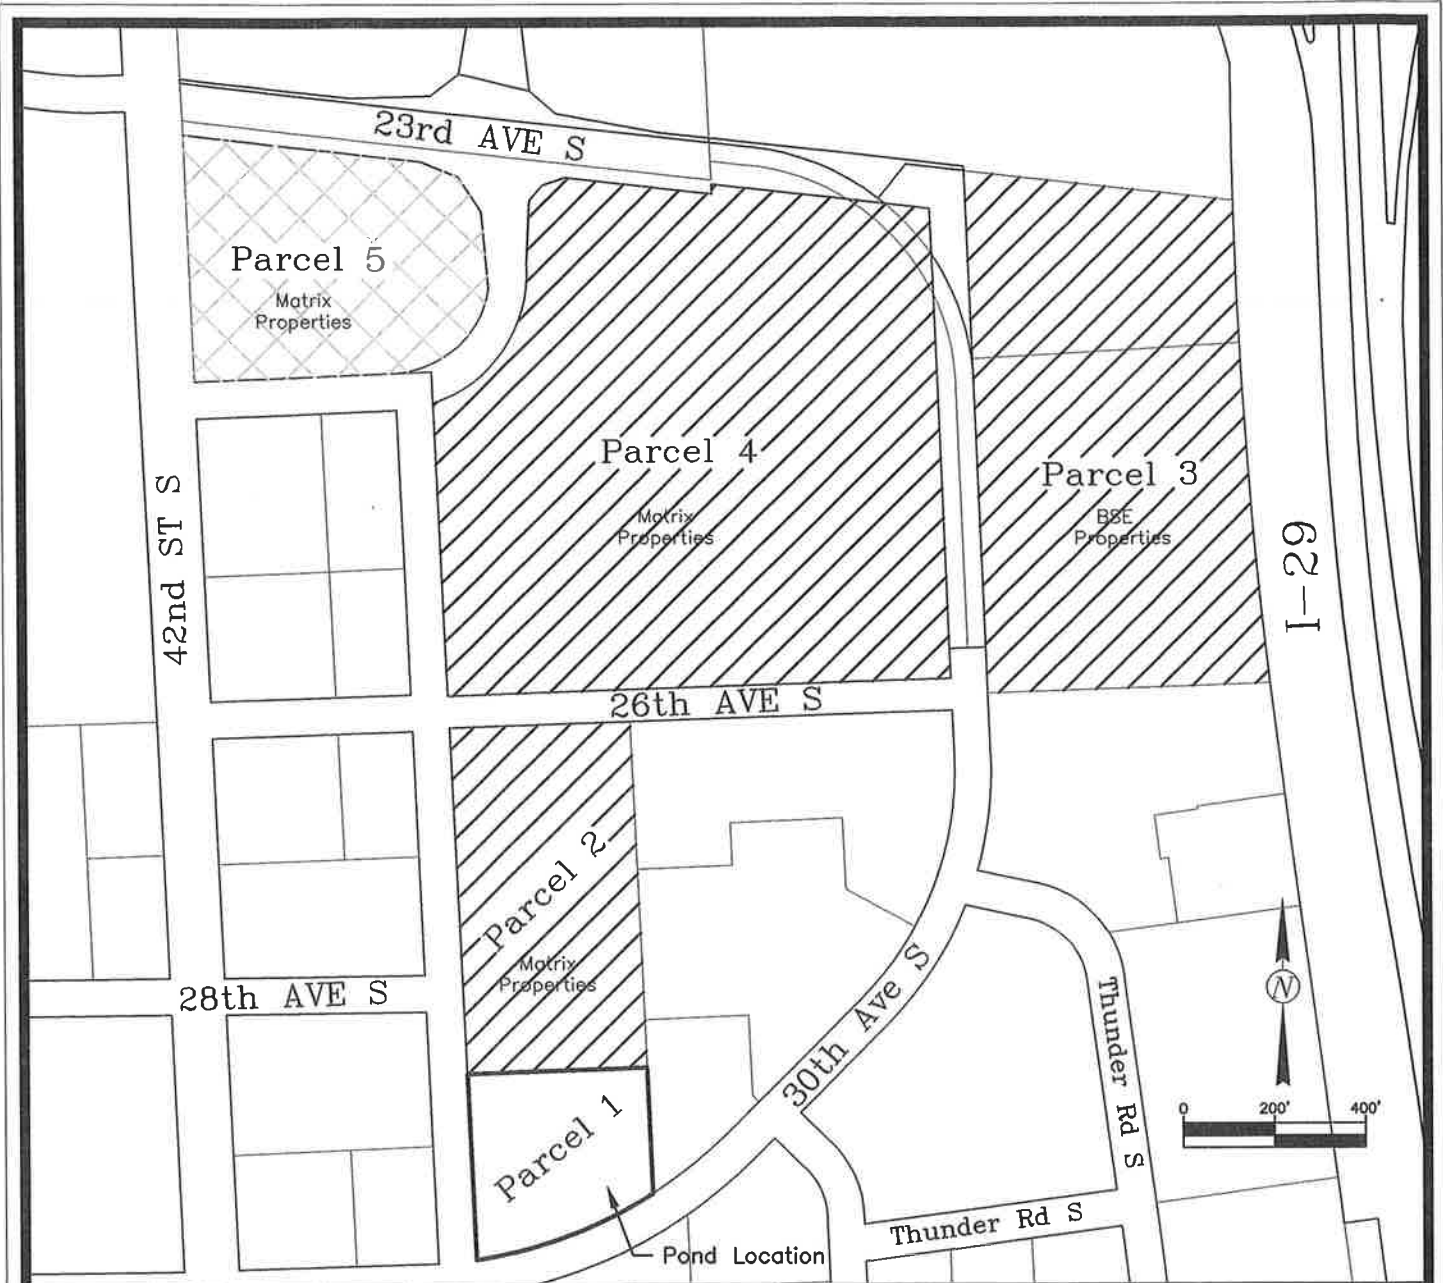 23rd AVE S
Parcel 5
Matrix
Properties
Parcel 4
Matrix
Properties
Parcel 3
BSE
Properties
42nd ST S
I-29
26th AVE S
Parcel 2
Matrix
Properties
28th AVE S
30th Ave S
Thunder Rd S
N
0 200' 400'
Parcel 1
Thunder Rd S
Pond Location